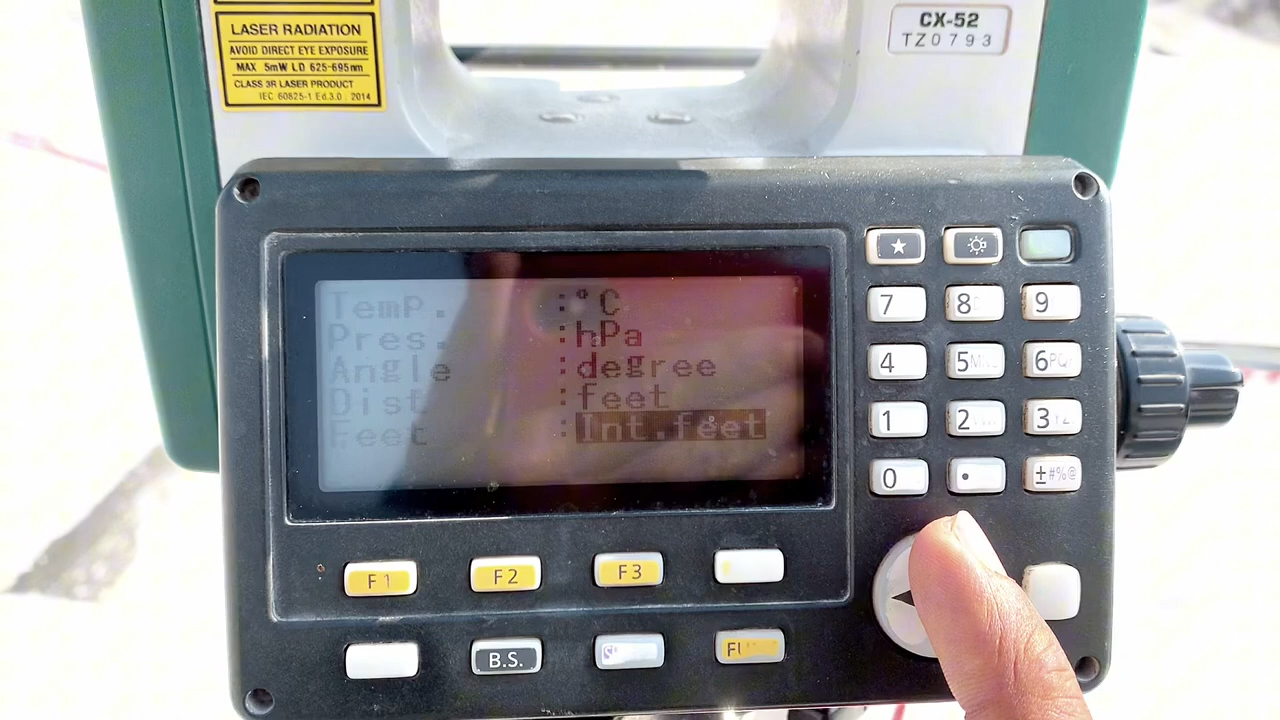 LASER RADIATION
AVOID DIRECT EYE EXPOSURE
MAX 5mW LD 625-695nm
CLASS 3R LASER PRODUCT
IEC 60825-1 Ed.3.0 : 2014
CX-52
TZ0793
Temp. :°C
Pres. :hPa
Angle :degree
Dist :feet
Feet :Int.feet
7 8 9
4 5 6PQ
1 2 3YZ
0 . ±#%@
F1 F2 F3
B.S.